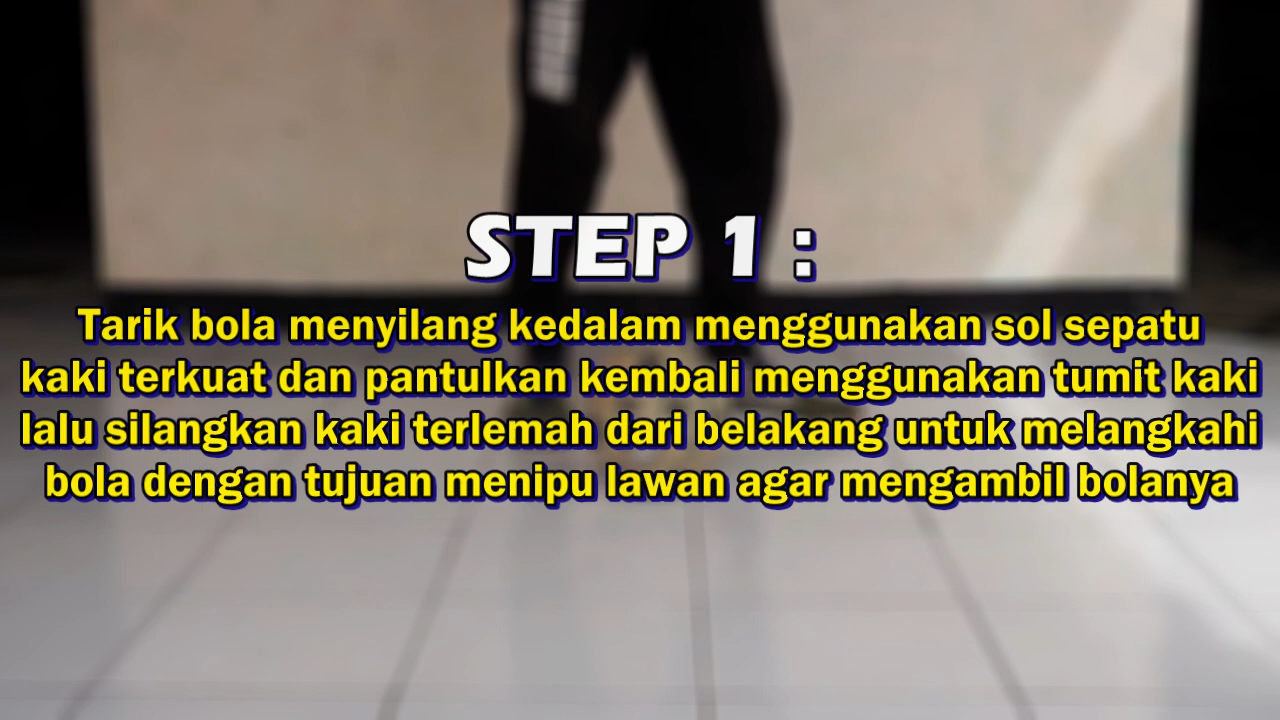 STEP 1 :
Tarik bola menyilang kedalam menggunakan sol sepatu
kaki terkuat dan pantulkan kembali menggunakan tumit kaki
lalu silangkan kaki terlemah dari belakang untuk melangkahi
bola dengan tujuan menipu lawan agar mengambil bolanya